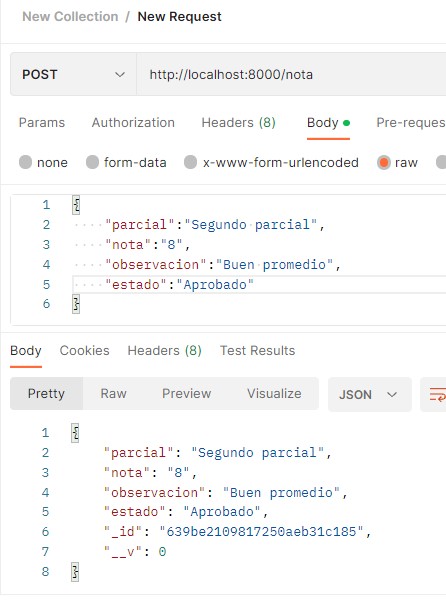 New Collection / New Request
POST http://localhost:8000/nota
Params Authorization Headers (8) Body Pre-reques
none form-data x-www-form-urlencoded raw
1 {
2 "parcial":"Segundo parcial",
3 "nota":"8",
4 "observacion":"Buen promedio",
5 "estado":"Aprobado"
6 }
Body Cookies Headers (8) Test Results
Pretty Raw Preview Visualize JSON
1 {
2 "parcial": "Segundo parcial",
3 "nota": "8",
4 "observacion": "Buen promedio",
5 "estado": "Aprobado",
6 "_id": "639be2109817250aeb31c185",
7 "__v": 0
8 }